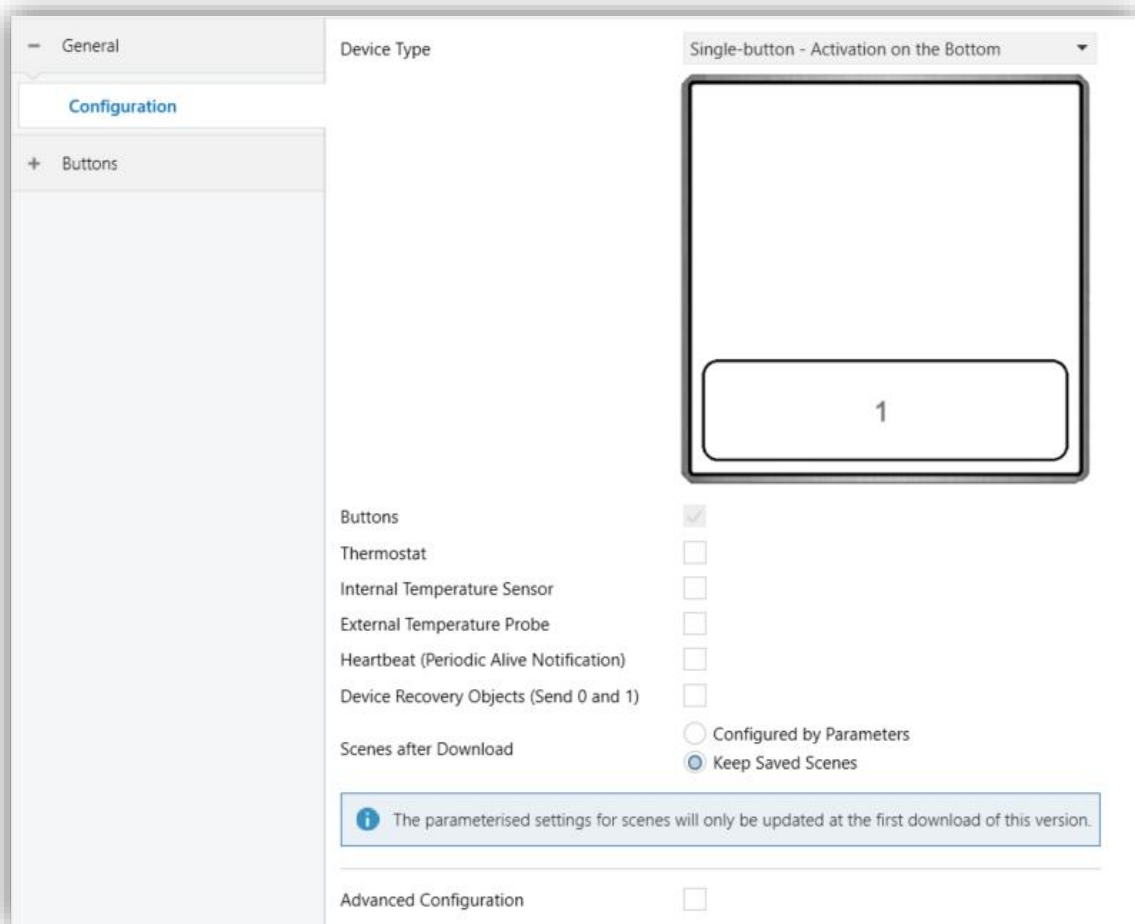 General
Configuration
Buttons
Device Type
Single-button - Activation on the Bottom
1
Buttons
Thermostat
Internal Temperature Sensor
External Temperature Probe
Heartbeat (Periodic Alive Notification)
Device Recovery Objects (Send 0 and 1)
Scenes after Download
Configured by Parameters
Keep Saved Scenes
The parameterised settings for scenes will only be updated at the first download of this version.
Advanced Configuration